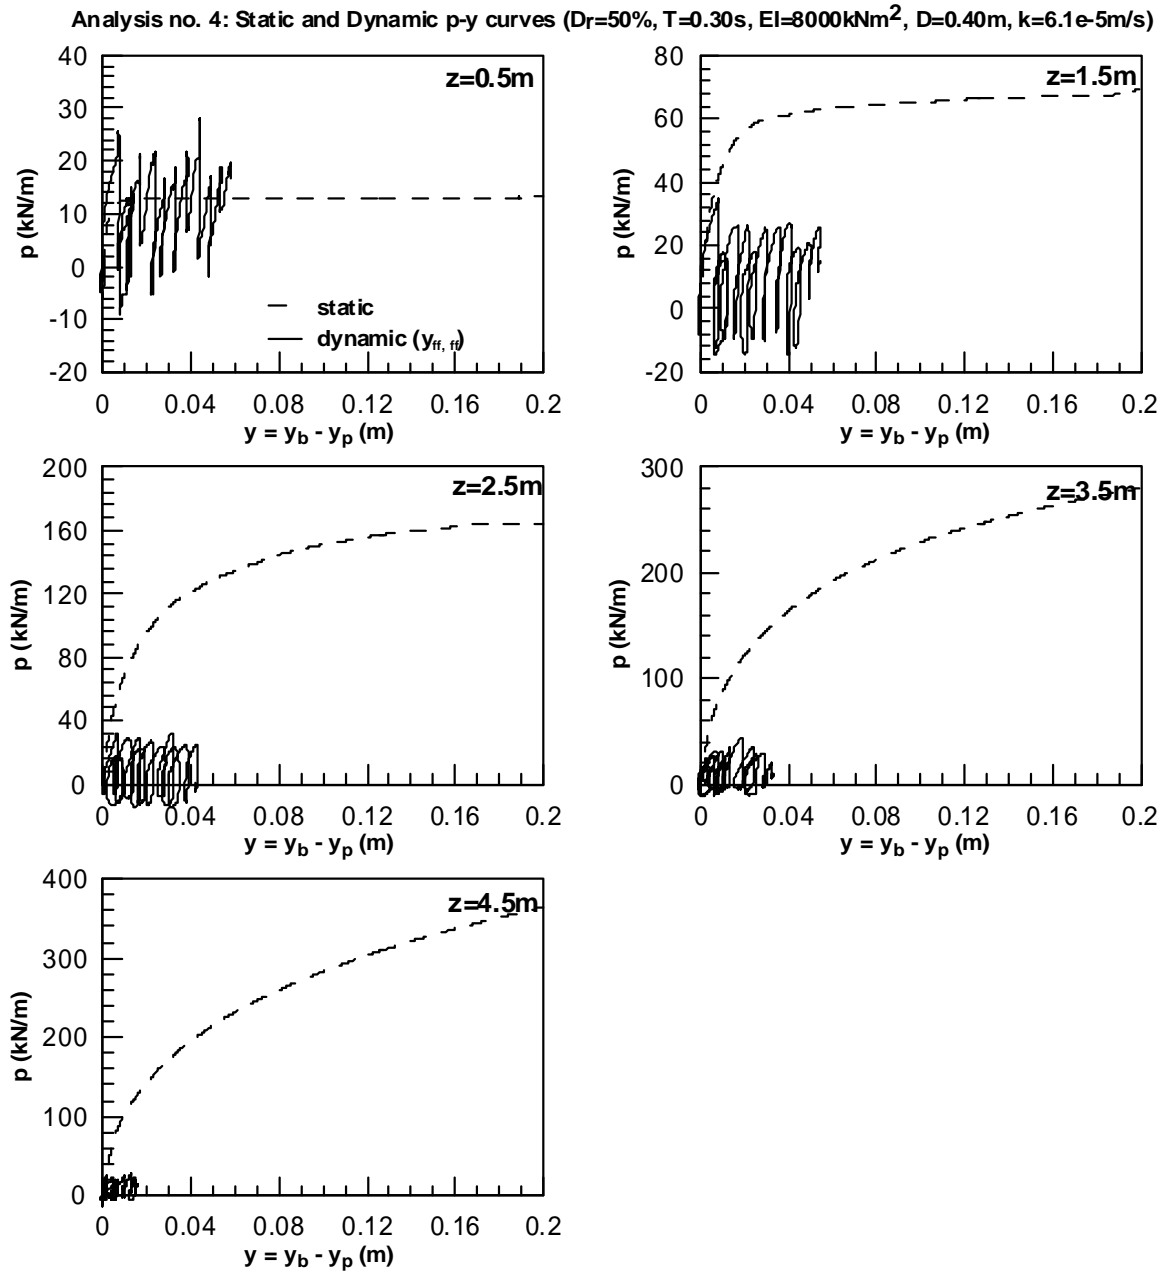 Analysis no. 4: Static and Dynamic p-y curves (Dr=50%, T=0.30s, EI=8000kNm², D=0.40m, k=6.1e-5m/s)
40
30
20
10
0
-10
-20
p (kN/m)
z=0.5m
static
dynamic (yff, ff)
0 0.04 0.08 0.12 0.16 0.2
y = yb - yp (m)
80
60
40
20
0
-20
p (kN/m)
z=1.5m
0 0.04 0.08 0.12 0.16 0.2
y = yb - yp (m)
200
160
120
80
40
0
p (kN/m)
z=2.5m
0 0.04 0.08 0.12 0.16 0.2
y = yb - yp (m)
300
200
100
0
p (kN/m)
z=3.5m
0 0.04 0.08 0.12 0.16 0.2
y = yb - yp (m)
400
300
200
100
0
p (kN/m)
z=4.5m
0 0.04 0.08 0.12 0.16 0.2
y = yb - yp (m)